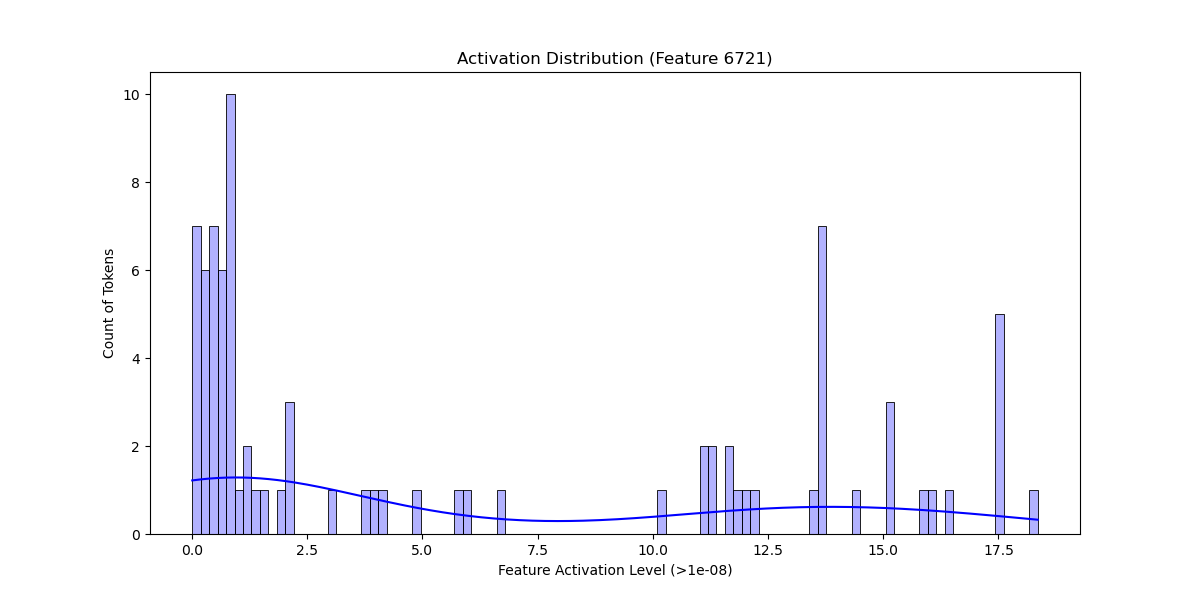 Activation Distribution (Feature 6721)
10
8
6
4
2
0
Count of Tokens
0.0 2.5 5.0 7.5 10.0 12.5 15.0 17.5
Feature Activation Level (>1e-08)